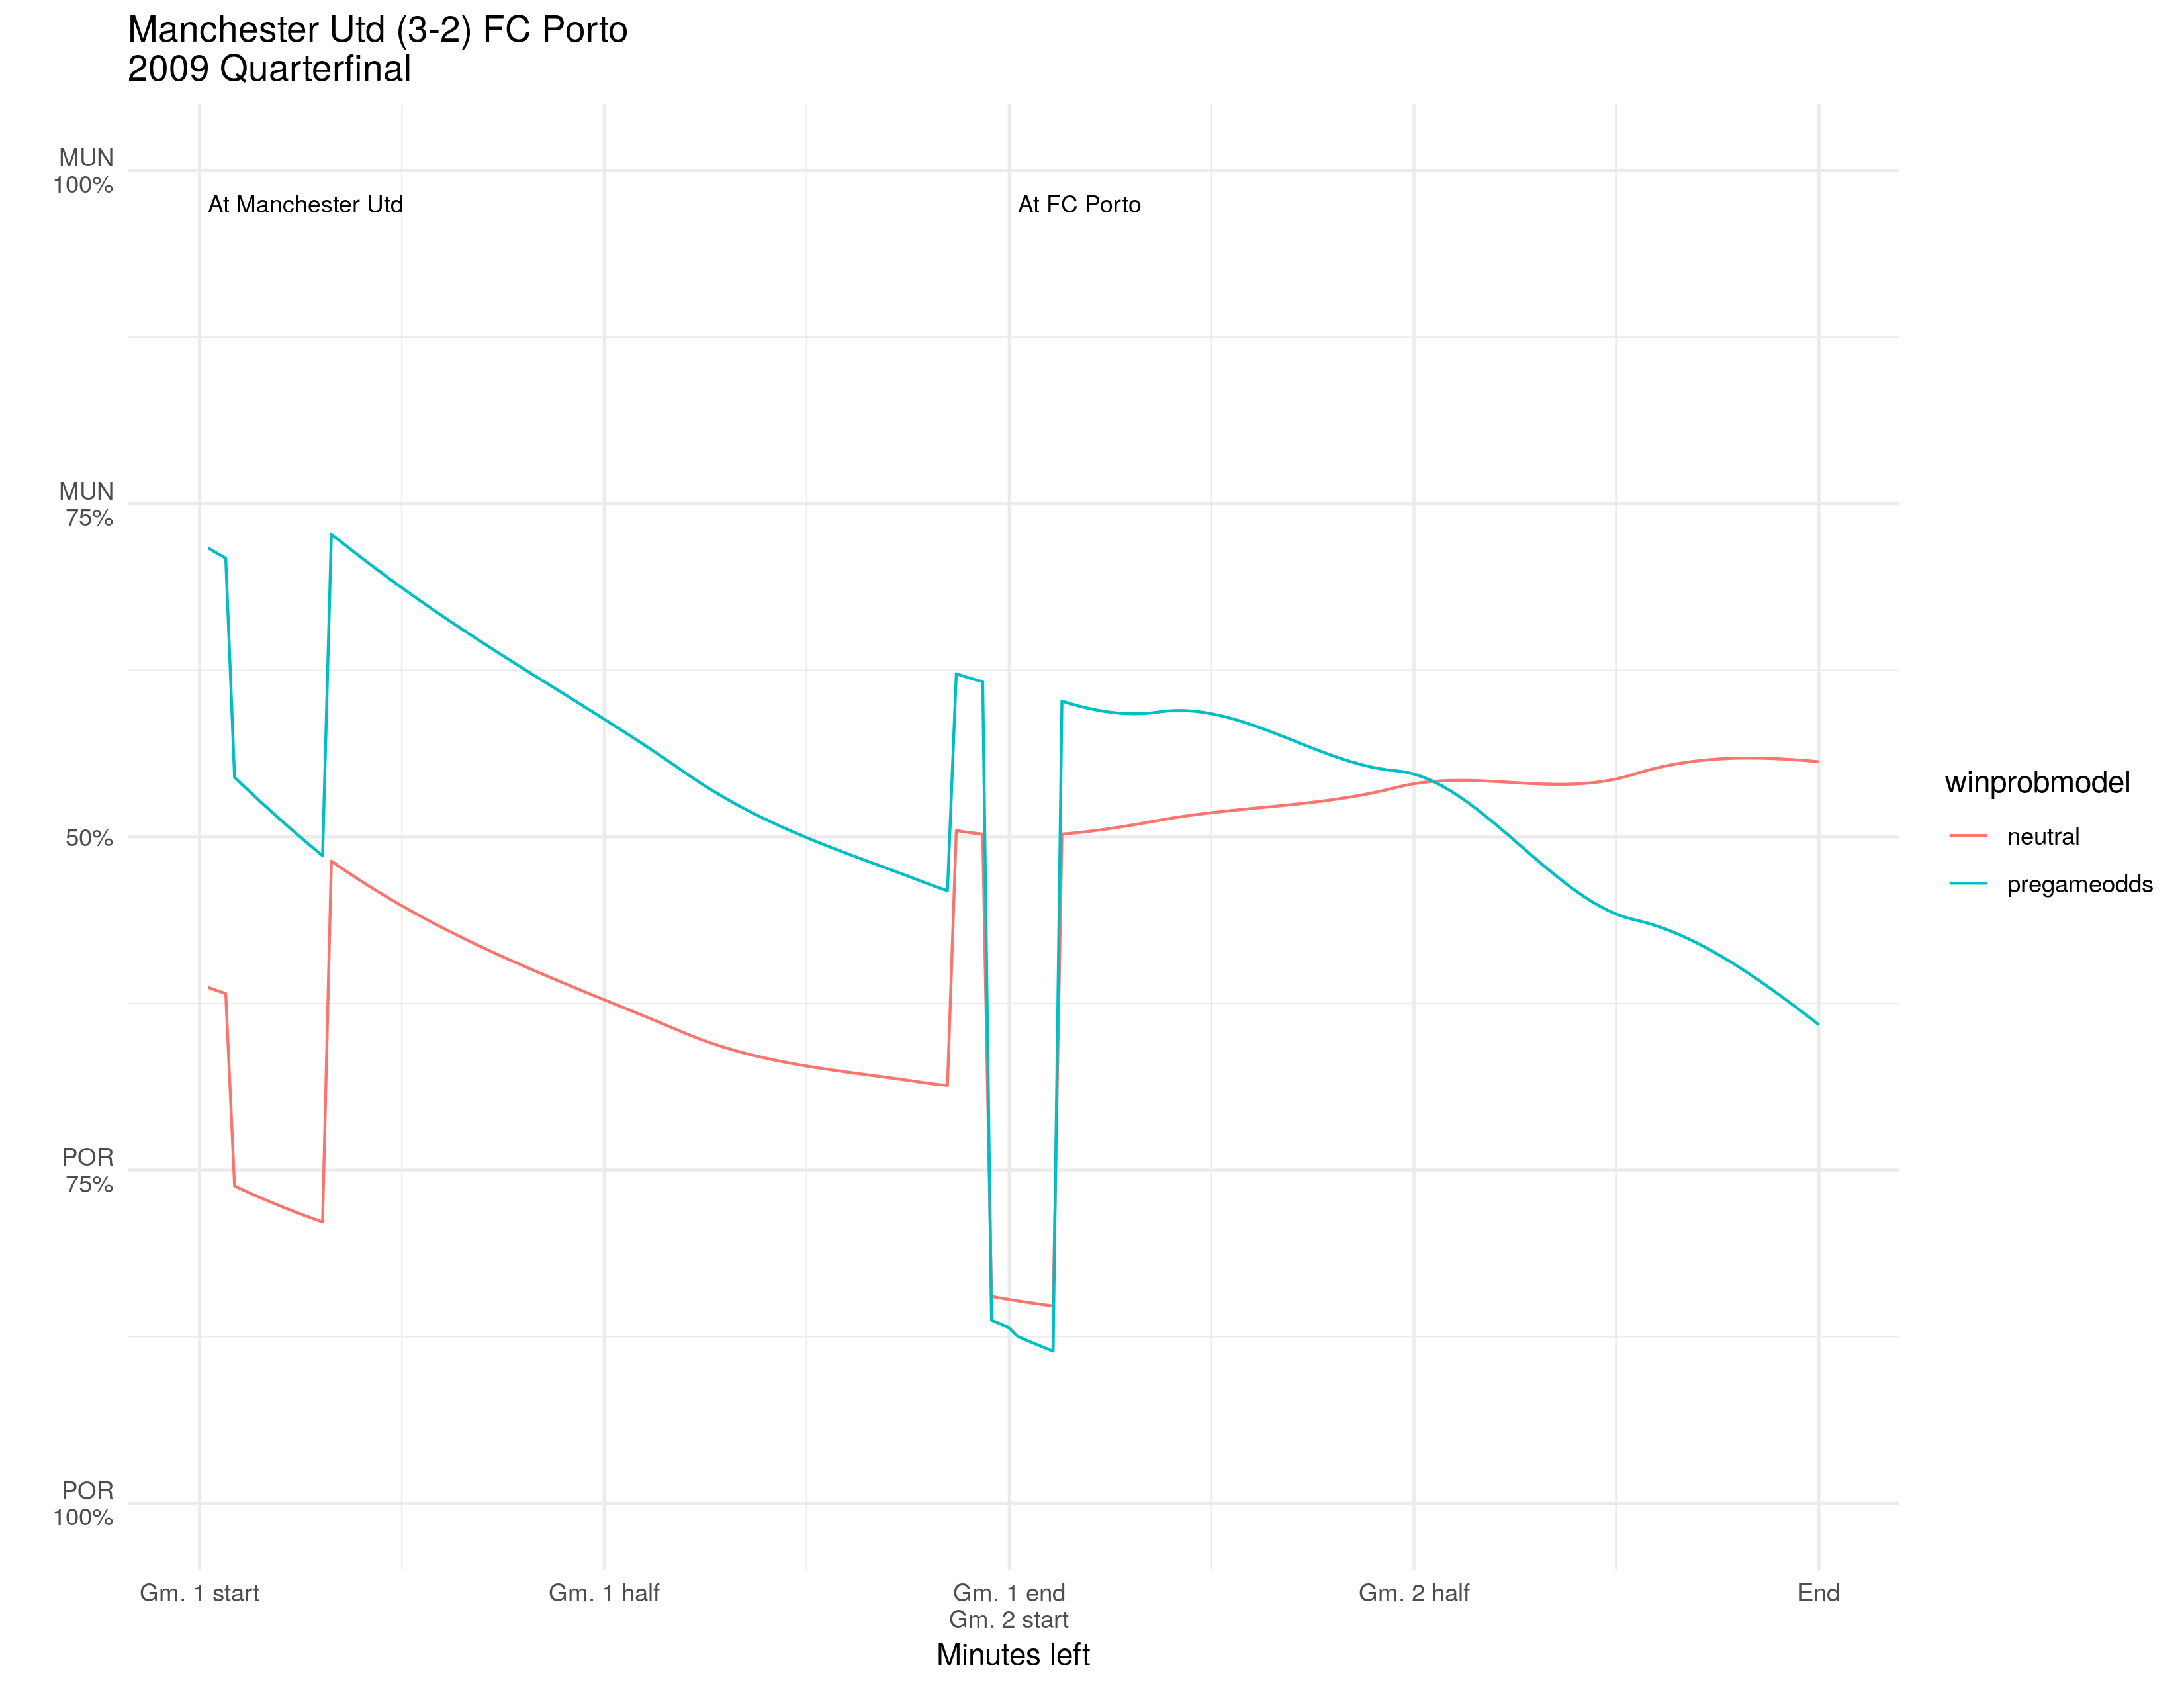 Manchester Utd (3-2) FC Porto
2009 Quarterfinal
MUN
100%
At Manchester Utd
At FC Porto
MUN
75%
50%
POR
75%
POR
100%
winprobmodel
neutral
pregameodds
Gm. 1 start
Gm. 1 half
Gm. 1 end
Gm. 2 start
Gm. 2 half
End
Minutes left